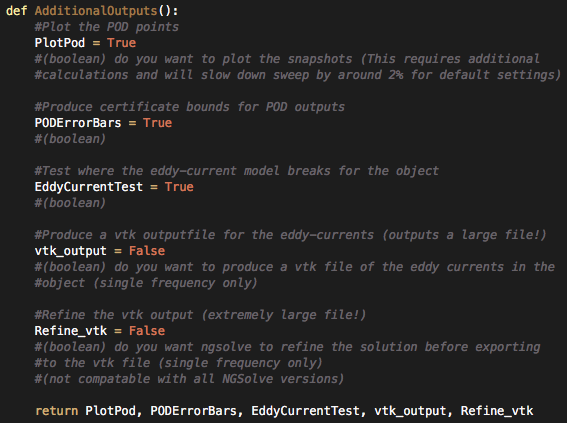 def AdditionalOutputs():
#Plot the POD points
PlotPod = True
#(boolean) do you want to plot the snapshots (This requires additional
#calculations and will slow down sweep by around 2% for default settings)
#Produce certificate bounds for POD outputs
PODErrorBars = True
#(boolean)
#Test where the eddy-current model breaks for the object
EddyCurrentTest = True
#(boolean)
#Produce a vtk outputfile for the eddy-currents (outputs a large file!)
vtk_output = False
#(boolean) do you want to produce a vtk file of the eddy currents in the
#object (single frequency only)
#Refine the vtk output (extremely large file!)
Refine_vtk = False
#(boolean) do you want ngsolve to refine the solution before exporting
#to the vtk file (single frequency only)
#(not compatable with all NGSolve versions)
return PlotPod, PODErrorBars, EddyCurrentTest, vtk_output, Refine_vtk